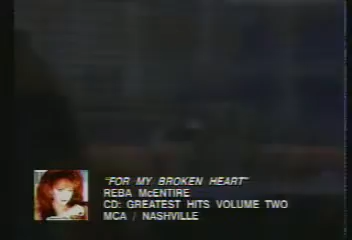 "FOR MY BROKEN HEART"
REBA McENTIRE
CD: GREATEST HITS VOLUME TWO
MCA / NASHVILLE